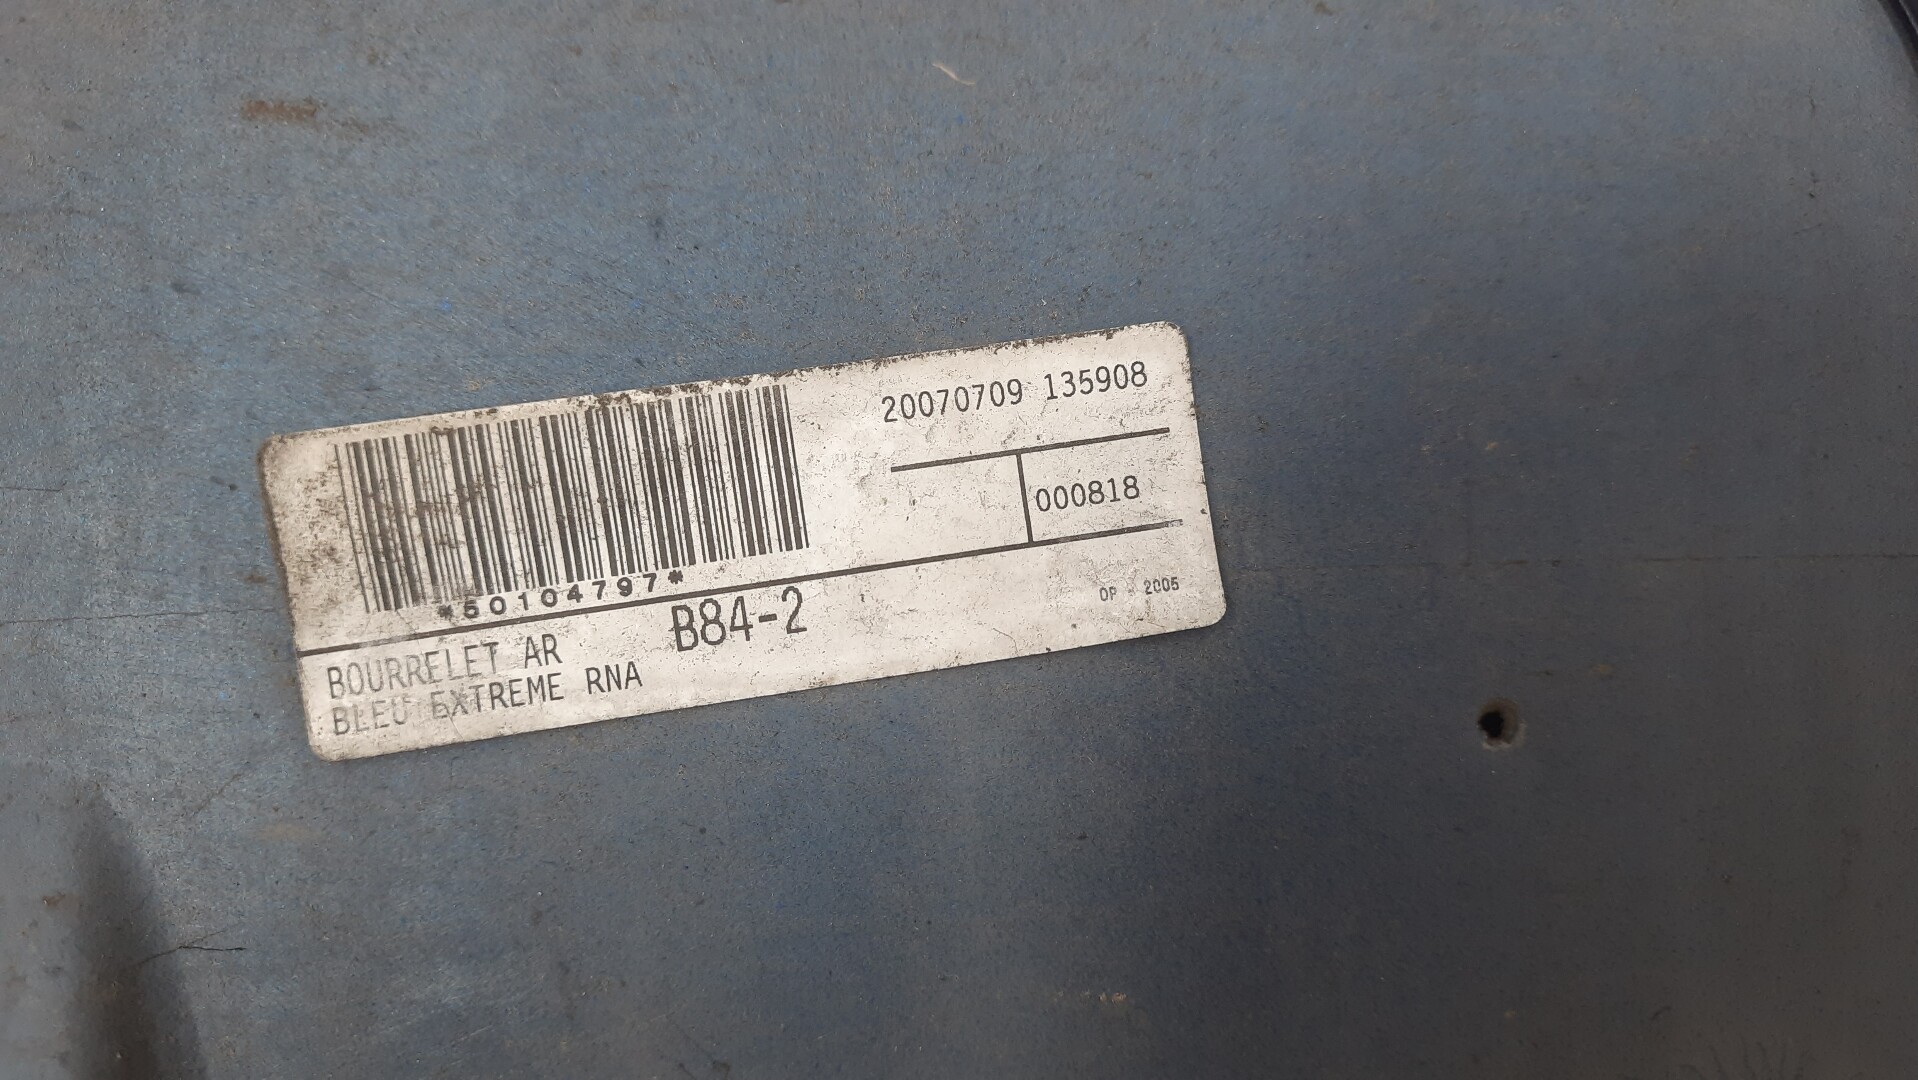 20070709 135908
000818
*50104797*
B84-2
OP - 2005
BOURRELET AR
BLEU EXTREME RNA